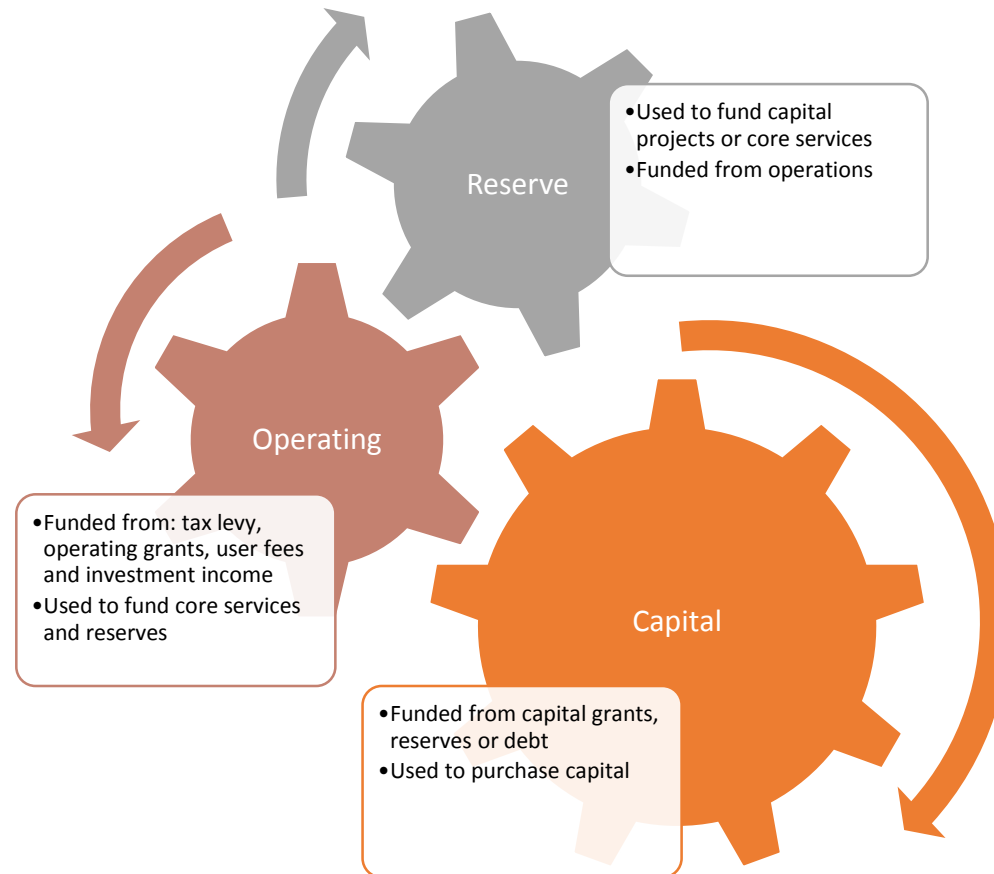 Reserve
•Used to fund capital
projects or core services
•Funded from operations
Operating
•Funded from: tax levy,
operating grants, user fees
and investment income
•Used to fund core services
and reserves
Capital
•Funded from capital grants,
reserves or debt
•Used to purchase capital